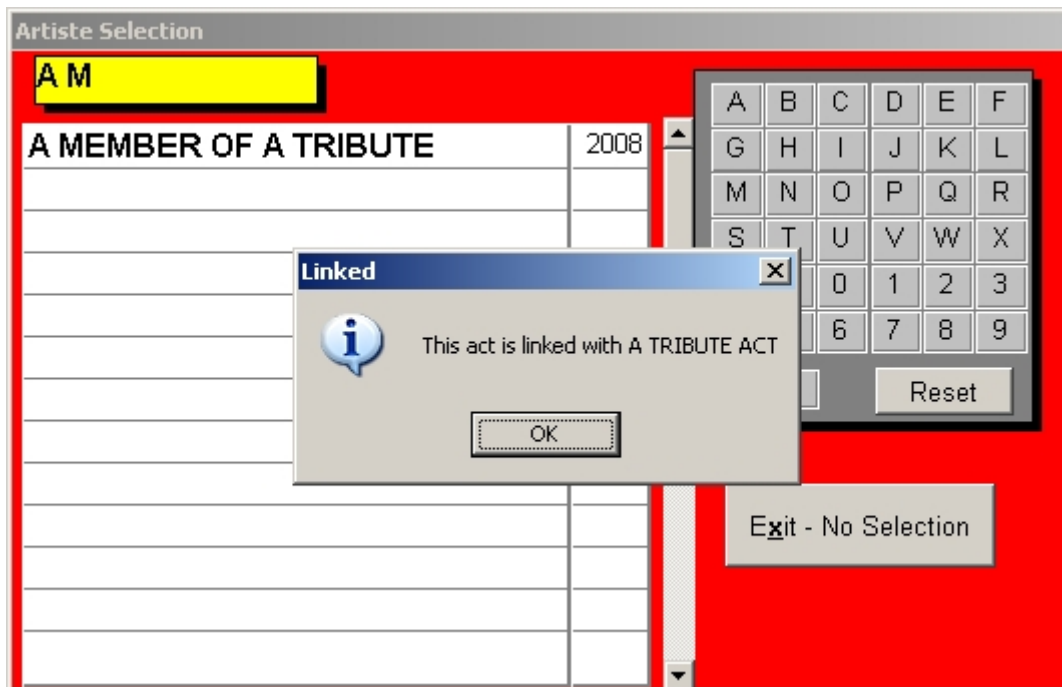 Artiste Selection
A M
A MEMBER OF A TRIBUTE 2008
A B C D E F
G H I J K L
M N O P Q R
S T U V W X
0 1 2 3
6 7 8 9
Reset
Linked
This act is linked with A TRIBUTE ACT
OK
Exit - No Selection